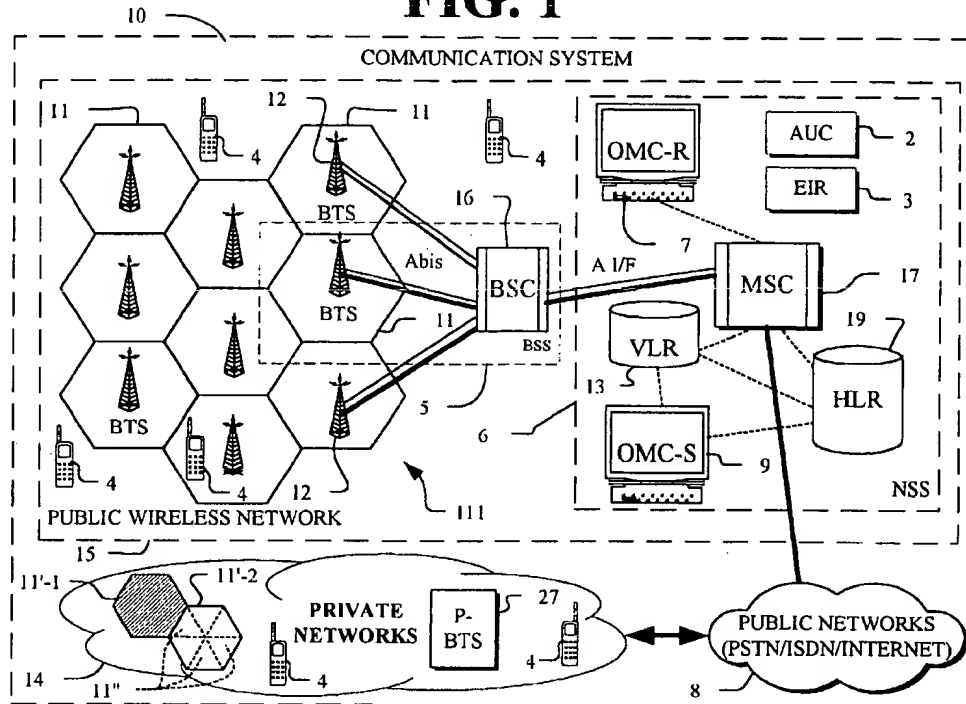 FIG. 1
10
COMMUNICATION SYSTEM
11
12
11
4
4
OMC-R
AUC
2
EIR
3
BTS
16
7
Abis
BSC
A I/F
MSC
17
BTS
11
BSS
VLR
19
13
HLR
BTS
5
6
OMC-S
9
4
4
12
NSS
PUBLIC WIRELESS NETWORK
111
15
11'-1
11'-2
PRIVATE
NETWORKS
P-
BTS
27
PUBLIC NETWORKS
(PSTN/ISDN/INTERNET)
14
11"
4
4
8